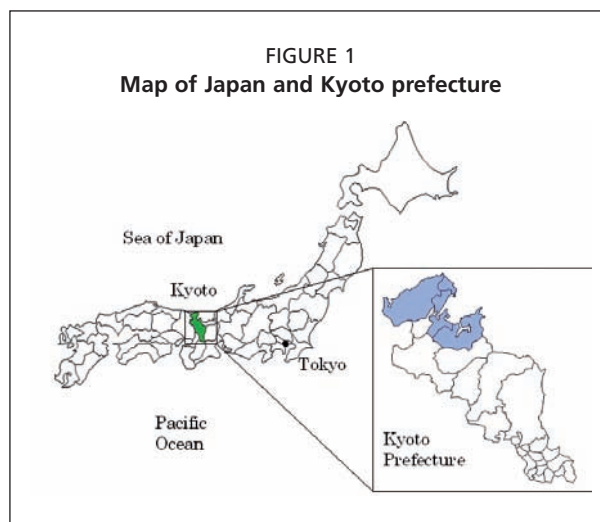 FIGURE 1
Map of Japan and Kyoto prefecture
Sea of Japan
Kyoto
Tokyo
Pacific
Ocean
Kyoto
Prefecture